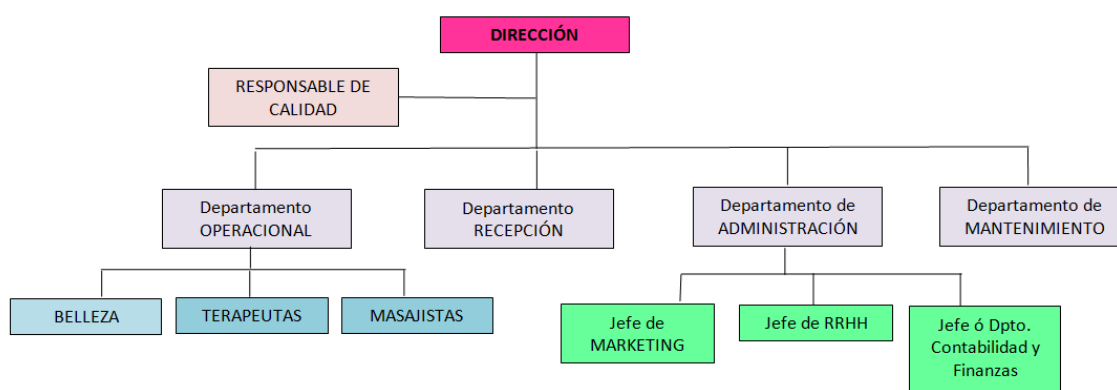 DIRECCIÓN
RESPONSABLE DE
CALIDAD
Departamento
OPERACIONAL
Departamento
RECEPCIÓN
Departamento de
ADMINISTRACIÓN
Departamento de
MANTENIMIENTO
BELLEZA
TERAPEUTAS
MASAJISTAS
Jefe de
MARKETING
Jefe de RRHH
Jefe ó Dpto.
Contabilidad y
Finanzas